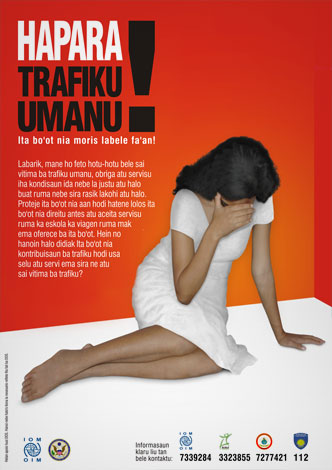 HAPARA
TRAFIKU
UMANU!
Ita bo'ot nia moris labele fa'an!
Labarik, mane ho feto hotu-hotu bele sai
vitima ba trafiku umanu, obriga atu servisu
iha kondisaun ida nebe la justu atu halo
buat ruma nebe sira rasik lakohi atu halo.
Proteje ita bo'ot nia aan hodi hatene lolos ita
bo'ot nia direitu antes atu aceita servisu
ruma ka eskola ka viagen ruma mak
ema oferece ba ita bo'ot. Hein no
hanoin halo didiak Ita bo'ot nia
kontribuisaun ba trafiku hodi usa
selu atu servi ema sira ne atu
sai vitima ba trafiku?
IOM
OIM
Informasaun
klaru liu tan
bele kontaktu:
IOM
OIM
7339284
3323855
7277421
112